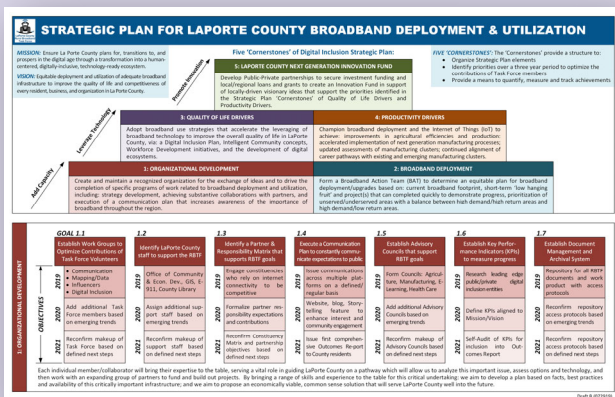 STRATEGIC PLAN FOR LAPORTE COUNTY BROADBAND DEPLOYMENT & UTILIZATION
MISSION: Ensure La Porte County plans for, transitions to, and
prospers in the digital age through a transformation into a human-
centered, digitally-inclusive, technology-ready ecosystem.
VISION: Equitable deployment and utilization of adequate broadband
infrastructure to improve the quality of life and competitiveness of
every resident, business, and organization in La Porte County.
Five 'Cornerstones' of Digital Inclusion Strategic Plan:
FIVE 'CORNERSTONES': The 'Cornerstones' provide a structure to:
• Organize Strategic Plan elements
• Identify priorities over a three year period to optimize the
contributions of Task Force members
• Provide a means to quantify, measure and track achievements
Promote Innovation
5: LAPORTE COUNTY NEXT GENERATION INNOVATION FUND
Develop Public-Private partnerships to secure investment funding and
local/regional loans and grants to create an Innovation Fund in support
of locally-driven visionary ideas that support the priorities identified in
the Strategic Plan 'Cornerstones' of Quality of Life Drivers and
Productivity Drivers.
Leverage Technology
3: QUALITY OF LIFE DRIVERS
Adopt broadband use strategies that accelerate the leveraging of
broadband technology to improve the overall quality of life in LaPorte
County, via: a Digital Inclusion Plan, Intelligent Community concepts,
Workforce Development initiatives, and the development of digital
ecosystems.
4: PRODUCTIVITY DRIVERS
Champion broadband deployment and the Internet of Things (IoT) to
achieve: improvements in agricultural efficiencies and production;
accelerated implementation of next generation manufacturing processes;
updated assessments of manufacturing clusters; continued alignment of
career pathways with existing and emerging manufacturing clusters.
Add Capacity
1: ORGANIZATIONAL DEVELOPMENT
Create and maintain a recognized organization for the exchange of ideas and to drive the
completion of specific programs of work related to broadband deployment and utilization,
including: strategy development, achieving substantive collaborations with partners, and
execution of a communication plan that increases awareness of the importance of
broadband throughout the region.
2: BROADBAND DEPLOYMENT
Form a Broadband Action Team (BAT) to determine an equitable plan for broadband
deployment/upgrades based on: current broadband footprint, short-term 'low hanging
fruit' and project(s) that can completed quickly to demonstrate progress, prioritization of
unserved/underserved areas with a balance between high demand/high return areas and
high demand/low return areas.
1: ORGANIZATIONAL DEVELOPMENT
OBJECTIVES
GOAL 1.1
Establish Work Groups to
Optimize Contributions of
Task Force Volunteers
2019
• Communication
• Mapping/Data
• Influencers
• Digital Inclusion
2020
Add additional Task
Force members based
on emerging trends
2021
Reconfirm makeup of
Task Force based on
defined next steps
1.2
Identify LaPorte County
staff to support the RBTF
2019
Office of Community
& Econ. Dev., GIS, E-
911, County Library
2020
Assign additional sup-
port staff based on
emerging trends
2021
Reconfirm makeup of
support staff based
on defined next steps
1.3
Identify a Partner &
Responsibility Matrix that
supports RBTF goals
2019
Engage constituencies
who rely on internet
connectivity to be
competitive
2020
Formalize partner res-
ponsibility expectations
and contributions
2021
Reconfirm Constituency
Matrix and partnership
objectives based on
defined next steps
1.4
Execute a Communication
Plan to constantly commu-
nicate expectations to public
2019
Issue communications
across multiple plat-
forms on a defined/
regular basis
2020
Website, blog, Story-
telling feature to
enhance interest and
community engagement
2021
Issue first comprehen-
sive Outcomes Report
to County residents
1.5
Establish Advisory
Councils that support
RBTF goals
2019
Form Councils: Agricul-
ture, Manufacturing, E-
Learning, Health Care
2020
Add additional Advisory
Councils based on
emerging trends
2021
Reconfirm makeup of
Advisory Councils based
on defined next steps
1.6
Establish Key Perfor-
mance Indicators (KPIs)
to measure progress
2019
Research leading edge
public/private digital
inclusion entities
2020
Define KPIs aligned to
Mission/Vision
2021
Self-Audit of KPIs for
inclusion into Out-
comes Report
1.7
Establish Document
Management and
Archival System
2019
Repository for all RBTF
documents and work
product with access
protocols
2020
Reconfirm repository
access protocols based
on emerging trends
2021
Reconfirm repository
access protocols based
on defined next steps
Each individual member/collaborator will bring their expertise to the table, serving a vital role in guiding LaPorte County on a pathway which will allow us to analyze this important issue, assess options and technology, and
then work with an expanding group of partners to fund and build out projects. By bringing a range of skills and experience to the table for this critical undertaking: we aim to develop a plan based on facts, best practices
and availability of this critically important infrastructure; and we aim to propose an economically viable, common sense solution that will serve LaPorte County well into the future.